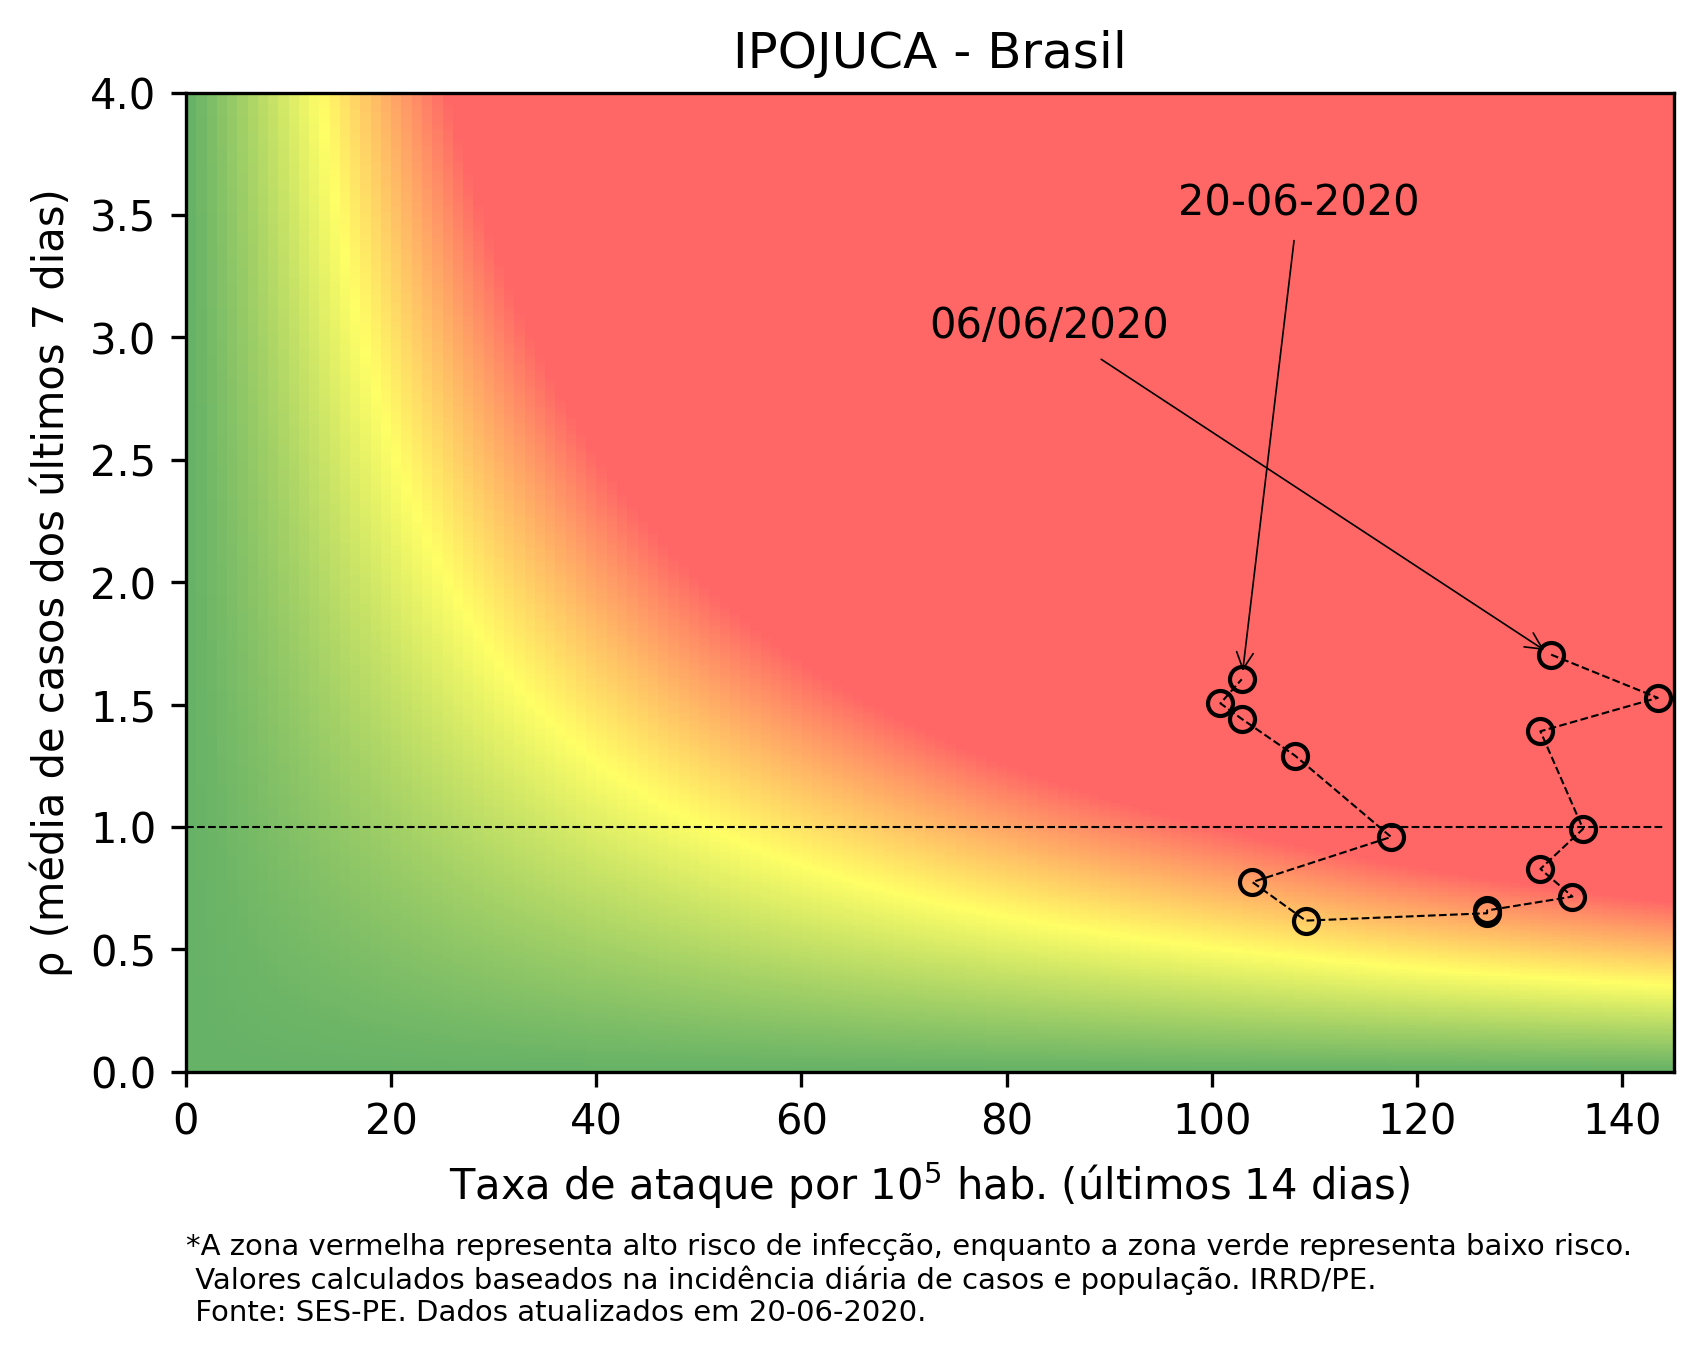 IPOJUCA - Brasil
4.0
3.5
3.0
2.5
2.0
1.5
1.0
0.5
0.0
ρ (média de casos dos últimos 7 dias)
20-06-2020
06/06/2020
0 20 40 60 80 100 120 140
Taxa de ataque por 10⁵ hab. (últimos 14 dias)
*A zona vermelha representa alto risco de infecção, enquanto a zona verde representa baixo risco.
Valores calculados baseados na incidência diária de casos e população. IRRD/PE.
Fonte: SES-PE. Dados atualizados em 20-06-2020.